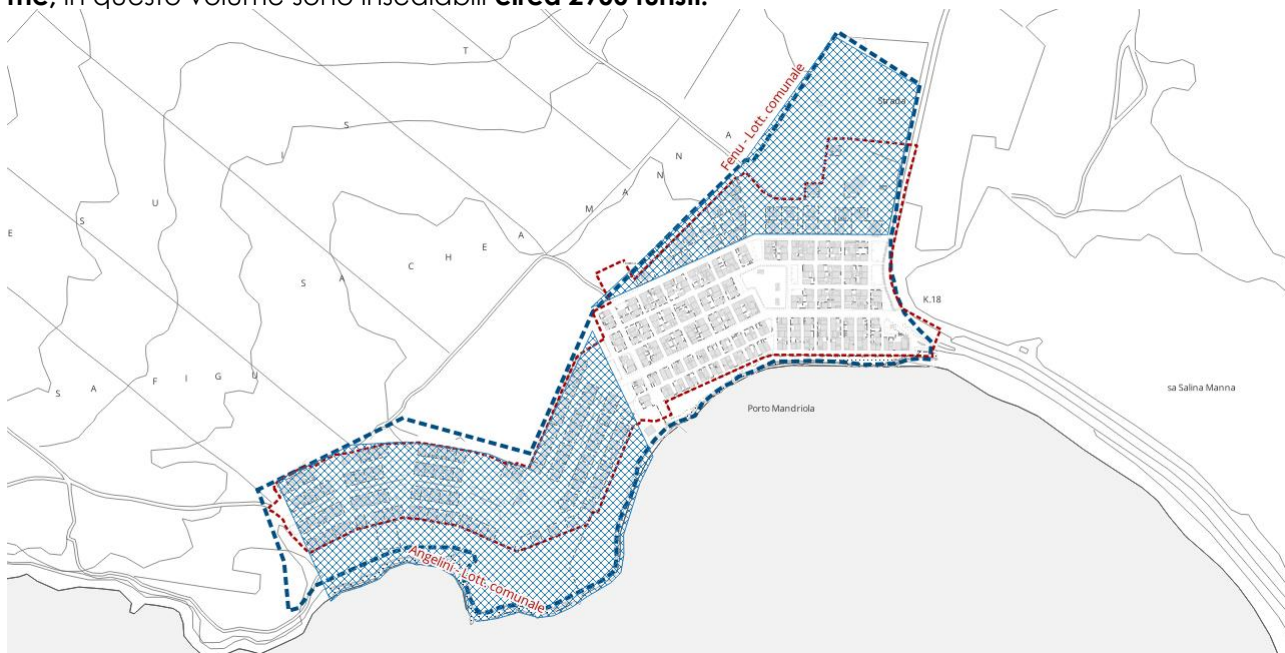 me, in questo volume sono insediabili circa 2900 turisti.
Fenu - Lott. comunale
Strada
T
S
I
A
N
N
A
M
U
S
E
A
E
H
C
A
S
K.18
U
G
I
F
A
S
sa Salina Manna
Porto Mandriola
Angelini - Lott. comunale